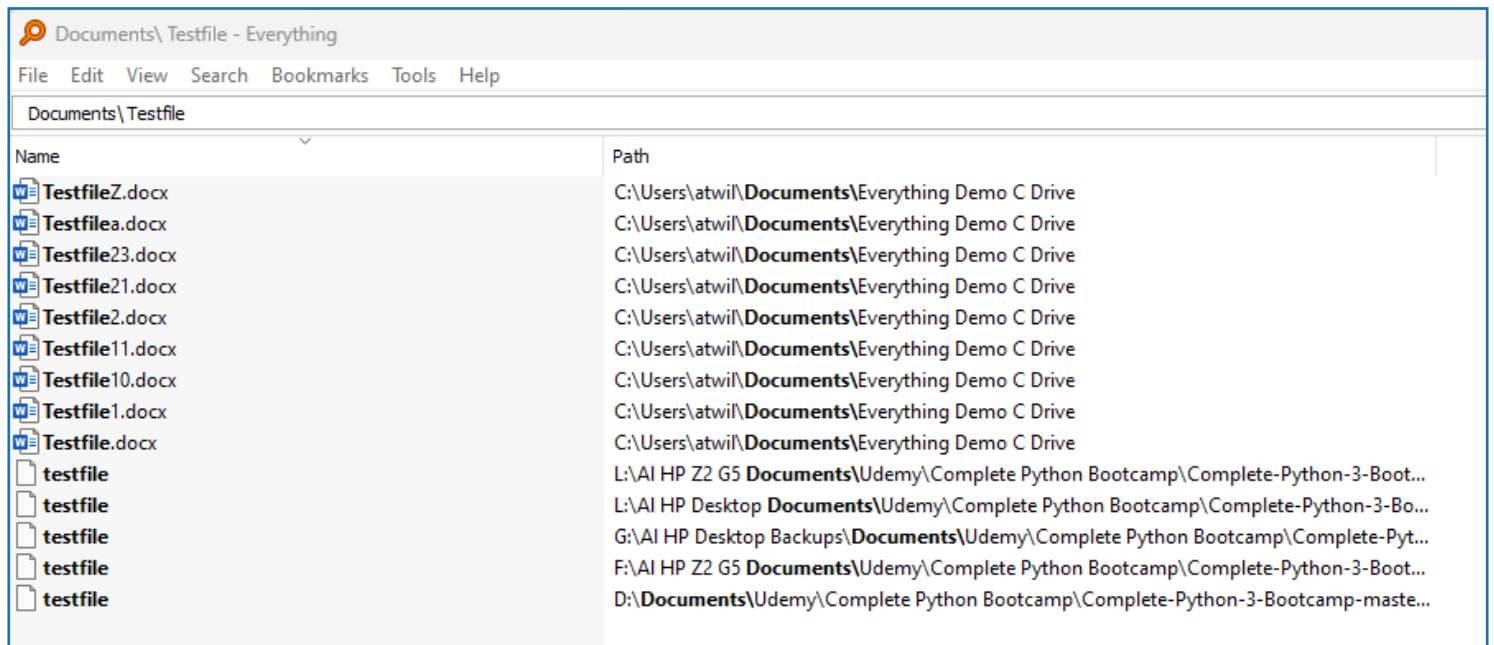 Documents\ Testfile - Everything
File Edit View Search Bookmarks Tools Help
Documents\ Testfile
Name Path
TestfileZ.docx C:\Users\atwil\Documents\Everything Demo C Drive
Testfilea.docx C:\Users\atwil\Documents\Everything Demo C Drive
Testfile23.docx C:\Users\atwil\Documents\Everything Demo C Drive
Testfile21.docx C:\Users\atwil\Documents\Everything Demo C Drive
Testfile2.docx C:\Users\atwil\Documents\Everything Demo C Drive
Testfile11.docx C:\Users\atwil\Documents\Everything Demo C Drive
Testfile10.docx C:\Users\atwil\Documents\Everything Demo C Drive
Testfile1.docx C:\Users\atwil\Documents\Everything Demo C Drive
Testfile.docx C:\Users\atwil\Documents\Everything Demo C Drive
testfile L:\AI HP Z2 G5 Documents\Udemy\Complete Python Bootcamp\Complete-Python-3-Boot...
testfile L:\AI HP Desktop Documents\Udemy\Complete Python Bootcamp\Complete-Python-3-Bo...
testfile G:\AI HP Desktop Backups\Documents\Udemy\Complete Python Bootcamp\Complete-Pyt...
testfile F:\AI HP Z2 G5 Documents\Udemy\Complete Python Bootcamp\Complete-Python-3-Boot...
testfile D:\Documents\Udemy\Complete Python Bootcamp\Complete-Python-3-Bootcamp-maste...